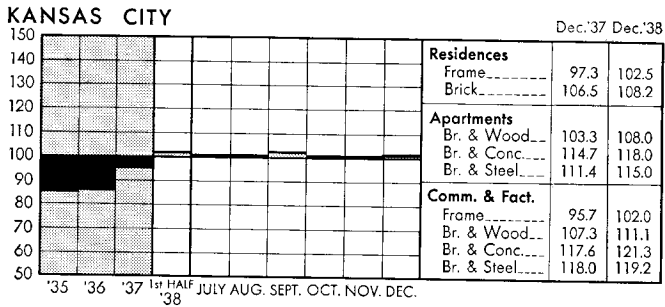 KANSAS CITY
Dec.'37 Dec.'38
150
140
130
120
110
100
90
80
70
60
50
'35 '36 '37 1st HALF '38 JULY AUG. SEPT. OCT. NOV. DEC.
Residences
Frame 97.3 102.5
Brick 106.5 108.2
Apartments
Br. & Wood 103.3 108.0
Br. & Conc. 114.7 118.0
Br. & Steel 111.4 115.0
Comm. & Fact.
Frame 95.7 102.0
Br. & Wood 107.3 111.1
Br. & Conc. 117.6 121.3
Br. & Steel 118.0 119.2